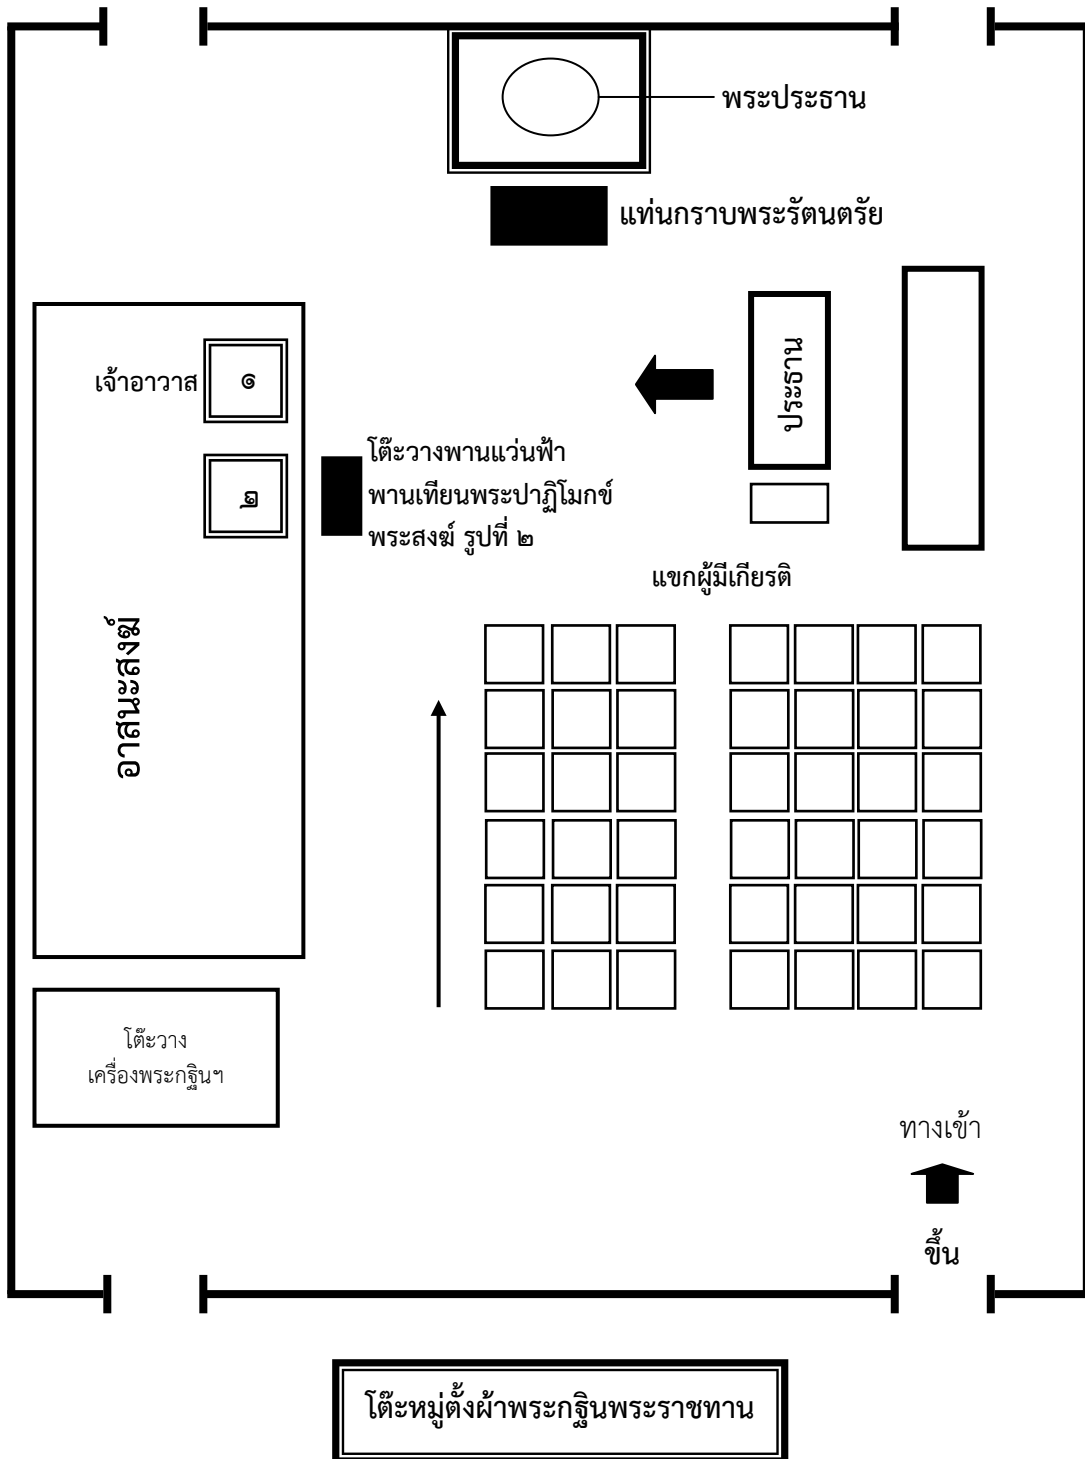 พระประธาน
แท่นกราบพระรัตนตรัย
ประธาน
เจ้าอาวาส
๑
๒
โต๊ะวางพานแว่นฟ้า
พานเทียนพระปาฏิโมกข์
พระสงฆ์ รูปที่ ๒
แขกผู้มีเกียรติ
อาสนะสงฆ์
โต๊ะวาง
เครื่องพระกฐินฯ
ทางเข้า
ขึ้น
โต๊ะหมู่ตั้งผ้าพระกฐินพระราชทาน